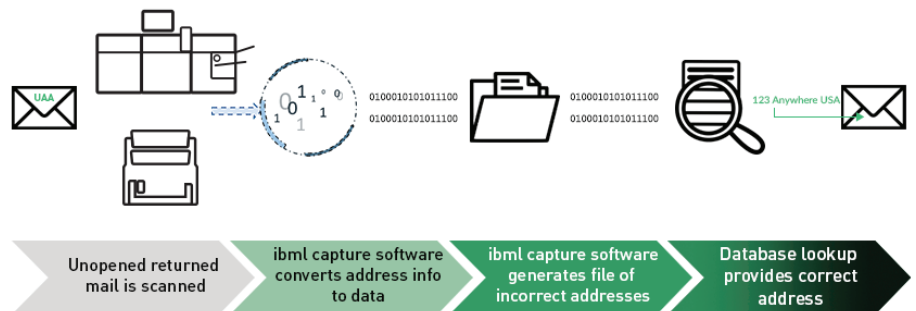 UAA
0
1
1
0
0
0
1
0
1
1
0100010101011100
0100010101011100
0100010101011100
0100010101011100
123 Anywhere USA
Unopened returned
mail is scanned
ibml capture software
converts address info
to data
ibml capture software
generates file of
incorrect addresses
Database lookup
provides correct
address